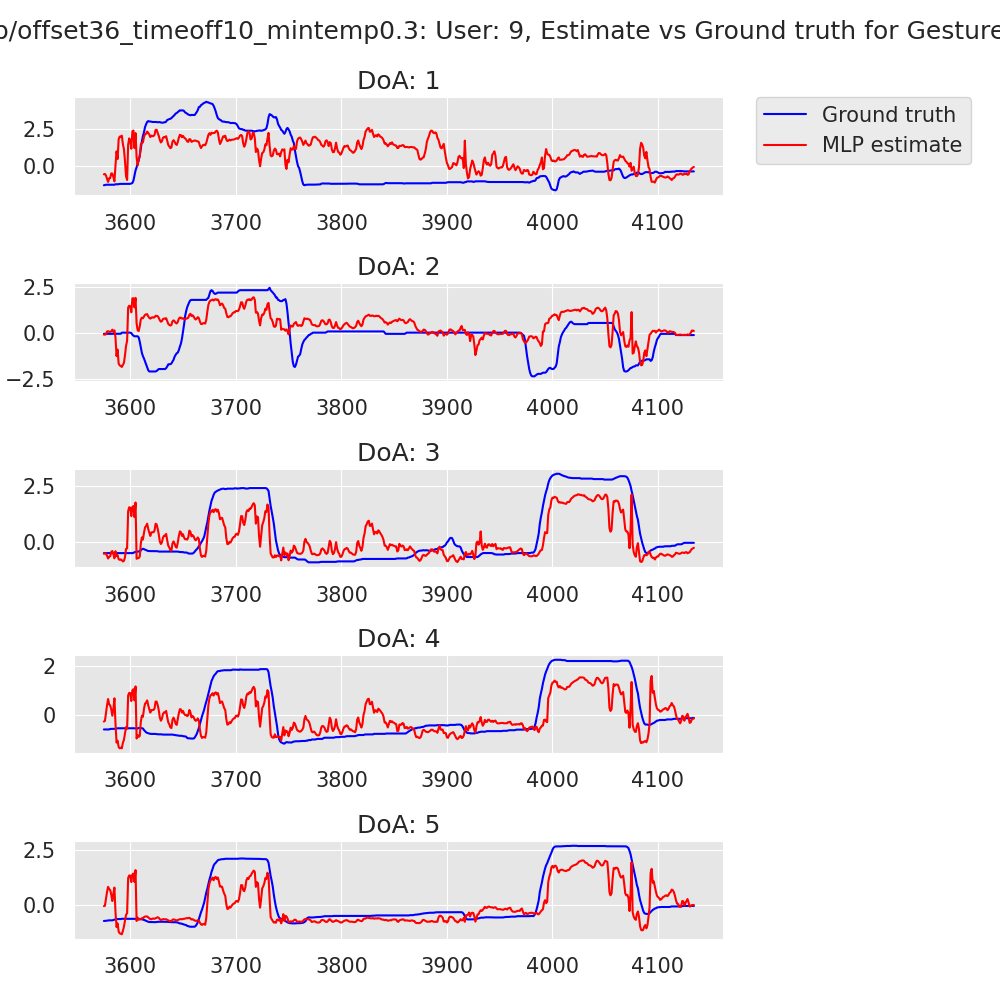 /offset36_timeoff10_mintemp0.3: User: 9, Estimate vs Ground truth for Gesture
DoA: 1
Ground truth
MLP estimate
2.5
0.0
3600 3700 3800 3900 4000 4100
DoA: 2
2.5
0.0
−2.5
3600 3700 3800 3900 4000 4100
DoA: 3
2.5
0.0
3600 3700 3800 3900 4000 4100
DoA: 4
2
0
3600 3700 3800 3900 4000 4100
DoA: 5
2.5
0.0
3600 3700 3800 3900 4000 4100